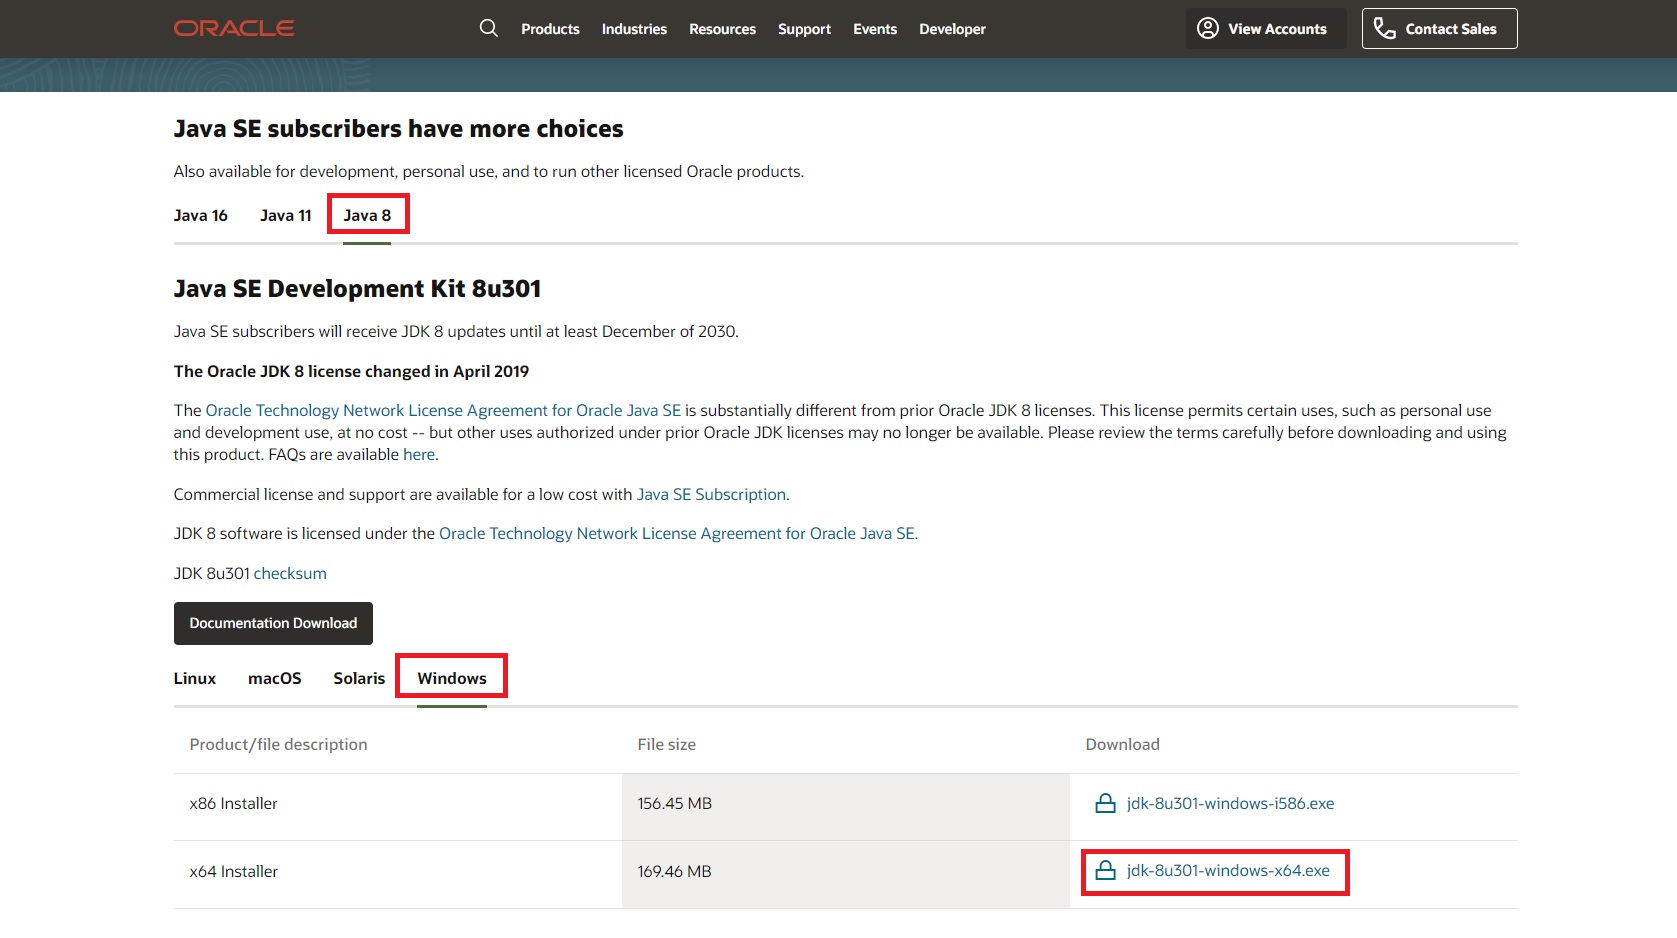 ORACLE
Products Industries Resources Support Events Developer
View Accounts
Contact Sales
Java SE subscribers have more choices
Also available for development, personal use, and to run other licensed Oracle products.
Java 16 Java 11 Java 8
Java SE Development Kit 8u301
Java SE subscribers will receive JDK 8 updates until at least December of 2030.
The Oracle JDK 8 license changed in April 2019
The Oracle Technology Network License Agreement for Oracle Java SE is substantially different from prior Oracle JDK 8 licenses. This license permits certain uses, such as personal use
and development use, at no cost -- but other uses authorized under prior Oracle JDK licenses may no longer be available. Please review the terms carefully before downloading and using
this product. FAQs are available here.
Commercial license and support are available for a low cost with Java SE Subscription.
JDK 8 software is licensed under the Oracle Technology Network License Agreement for Oracle Java SE.
JDK 8u301 checksum
Documentation Download
Linux macOS Solaris Windows
Product/file description File size Download
x86 Installer 156.45 MB jdk-8u301-windows-i586.exe
x64 Installer 169.46 MB jdk-8u301-windows-x64.exe